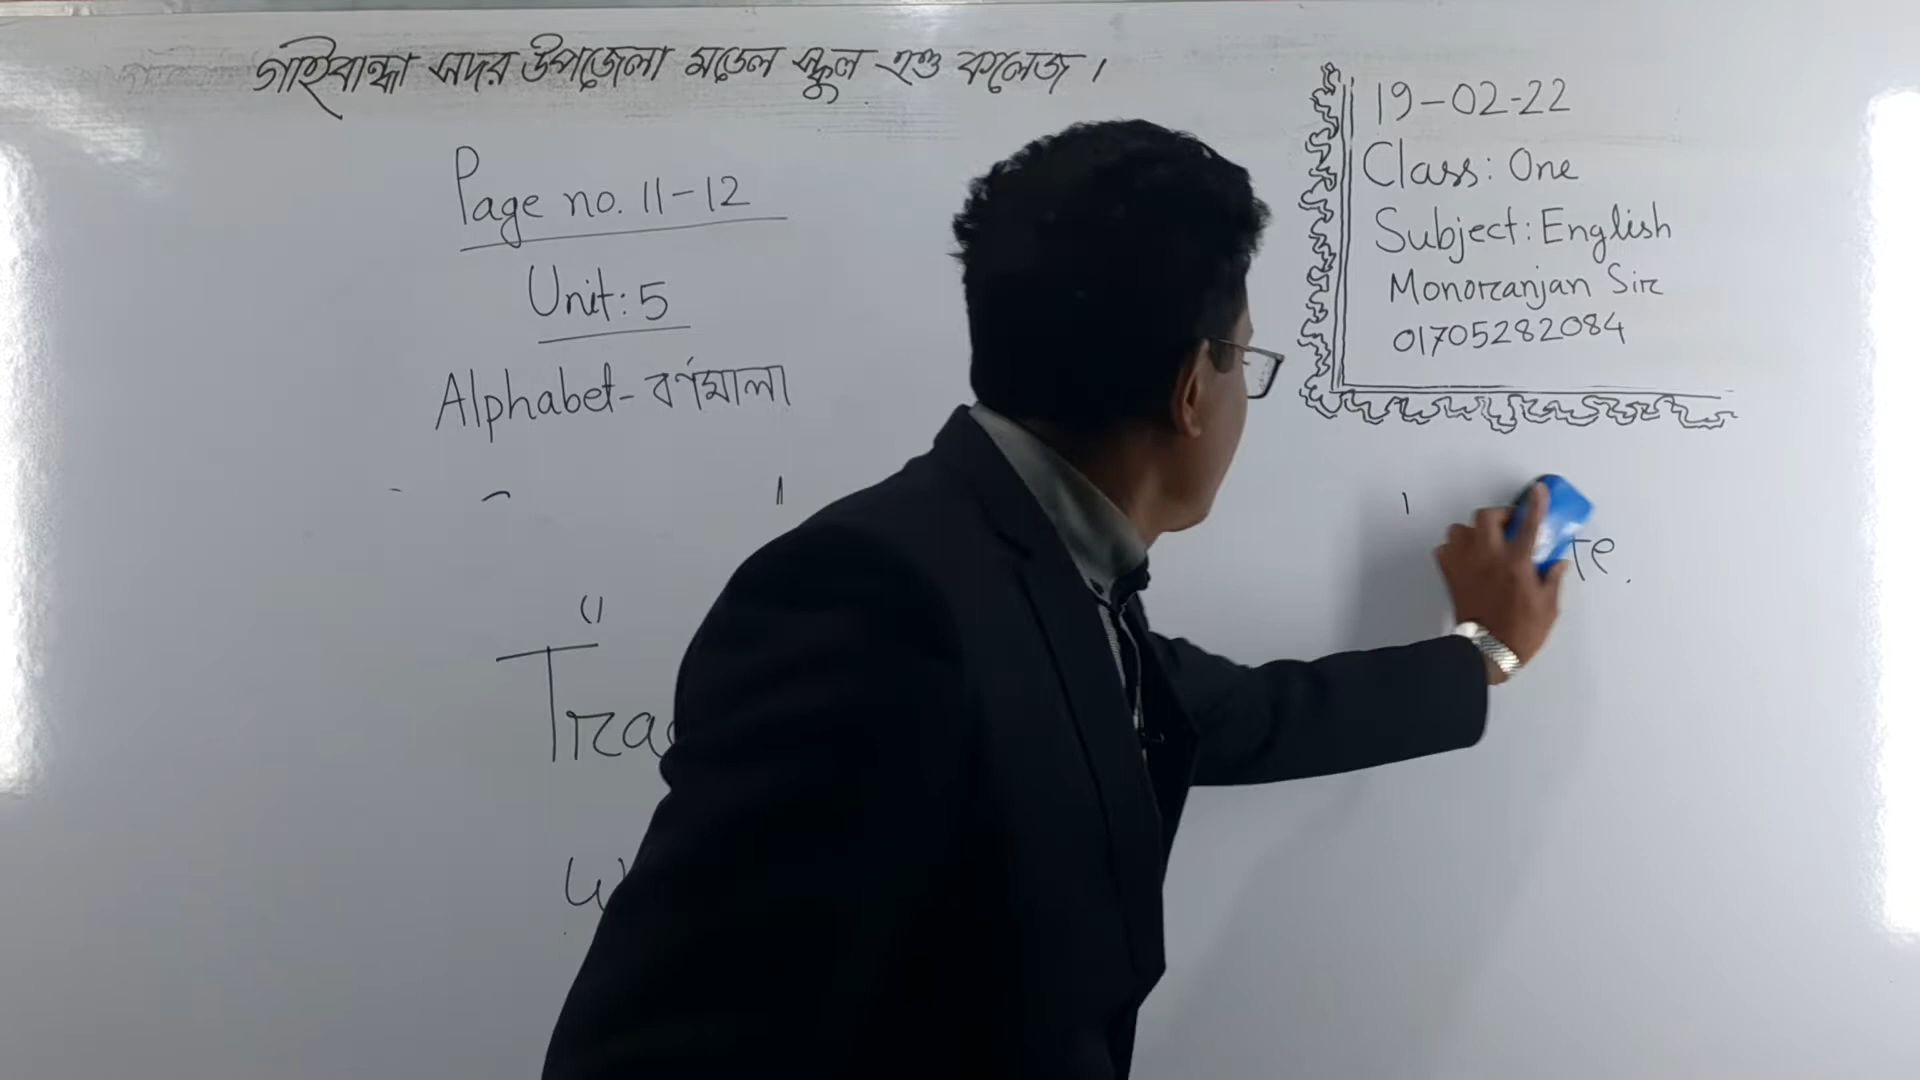 গাইবান্ধা সদর উপজেলা মডেল স্কুল এণ্ড কলেজ।
19-02-22
Class: One
Subject: English
Monoranjan Sir
01705282084
Page no. 11-12
Unit: 5
Alphabet- বর্ণমালা